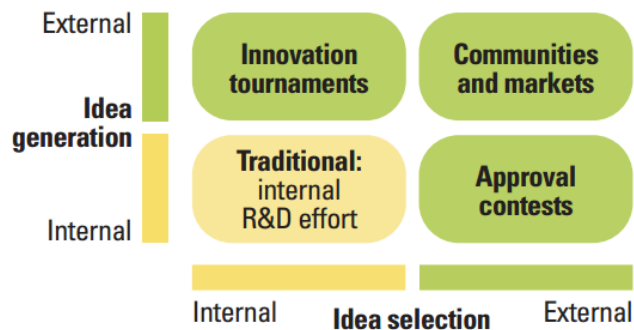 External
Idea
generation
Internal
Innovation
tournaments
Communities
and markets
Traditional:
internal
R&D effort
Approval
contests
Internal
Idea selection
External